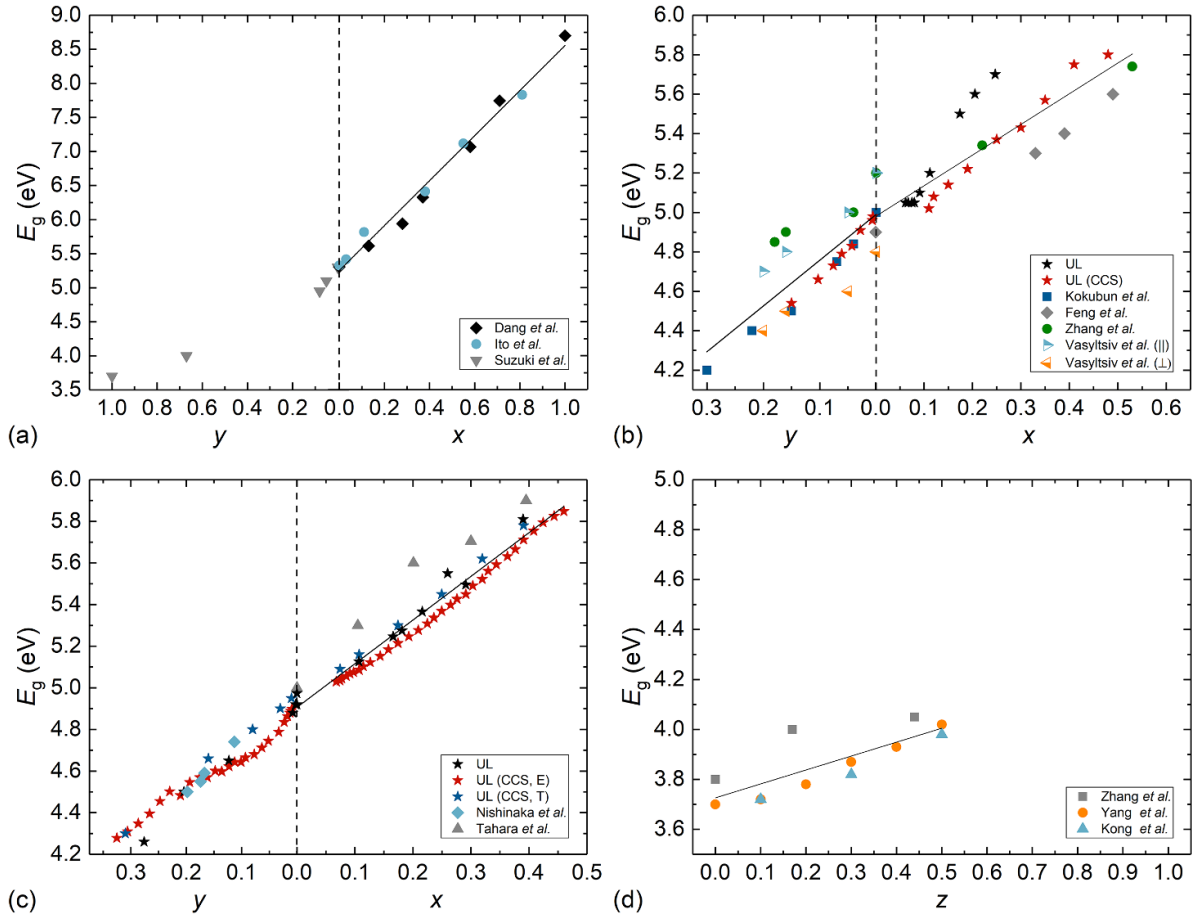 9.0
8.5
8.0
7.5
7.0
6.5
6.0
5.5
5.0
4.5
4.0
3.5
Eg (eV)
Dang et al.
Ito et al.
Suzuki et al.
1.0 0.8 0.6 0.4 0.2 0.0 0.2 0.4 0.6 0.8 1.0
(a) y x
6.0
5.8
5.6
5.4
5.2
5.0
4.8
4.6
4.4
4.2
Eg (eV)
UL
UL (CCS)
Kokubun et al.
Feng et al.
Zhang et al.
Vasyltsiv et al. (||)
Vasyltsiv et al. (⊥)
0.3 0.2 0.1 0.0 0.1 0.2 0.3 0.4 0.5 0.6
(b) y x
6.0
5.8
5.6
5.4
5.2
5.0
4.8
4.6
4.4
4.2
Eg (eV)
UL
UL (CCS, E)
UL (CCS, T)
Nishinaka et al.
Tahara et al.
0.3 0.2 0.1 0.0 0.1 0.2 0.3 0.4 0.5
(c) y x
5.0
4.8
4.6
4.4
4.2
4.0
3.8
3.6
Eg (eV)
Zhang et al.
Yang et al.
Kong et al.
0.0 0.1 0.2 0.3 0.4 0.5 0.6 0.7 0.8 0.9 1.0
(d) z